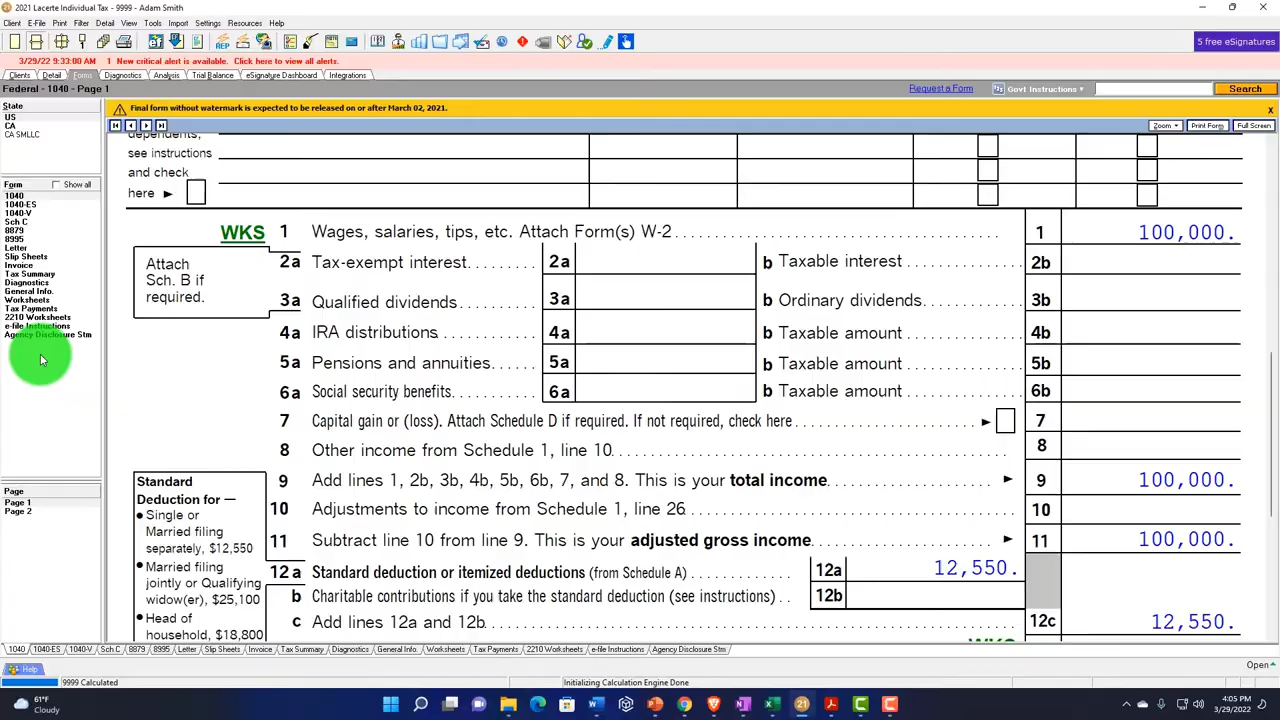 2021 Lacerte Individual Tax - 9999 - Adam Smith
Client E-File Print Filter Detail View Tools Import Settings Resources Help
5 free eSignatures
3/29/22 9:33:00 AM 1 New critical alert is available. Click here to view all alerts.
Clients Detail Forms Diagnostics Analysis Trial Balance eSignature Dashboard Integrations
Federal - 1040 - Page 1
Request a Form Govt Instructions Search
State
US
CA
CA SMLLC
Final form without watermark is expected to be released on or after March 02, 2021. x
Zoom Print Form Full Screen
Form Show all
1040
1040-ES
1040-V
Sch C
8879
8995
Letter
Slip Sheets
Invoice
Tax Summary
Diagnostics
General Info.
Worksheets
Tax Payments
2210 Worksheets
e-file Instructions
Agency Disclosure Stm
Page
Page 1
Page 2
dependents,
see instructions
and check
here ►
WKS 1 Wages, salaries, tips, etc. Attach Form(s) W-2 1 100,000.
Attach
Sch. B if
required.
2a Tax-exempt interest 2a b Taxable interest 2b
3a Qualified dividends 3a b Ordinary dividends 3b
4a IRA distributions 4a b Taxable amount 4b
5a Pensions and annuities 5a b Taxable amount 5b
6a Social security benefits 6a b Taxable amount 6b
7 Capital gain or (loss). Attach Schedule D if required. If not required, check here ► 7
8 Other income from Schedule 1, line 10 8
9 Add lines 1, 2b, 3b, 4b, 5b, 6b, 7, and 8. This is your total income ► 9 100,000.
10 Adjustments to income from Schedule 1, line 26 10
11 Subtract line 10 from line 9. This is your adjusted gross income ► 11 100,000.
12a Standard deduction or itemized deductions (from Schedule A) 12a 12,550.
b Charitable contributions if you take the standard deduction (see instructions) 12b
c Add lines 12a and 12b 12c 12,550.
Standard
Deduction for —
● Single or
Married filing
separately, $12,550
● Married filing
jointly or Qualifying
widow(er), $25,100
● Head of
household, $18,800
1040 1040-ES 1040-V Sch C 8879 8995 Letter Slip Sheets Invoice Tax Summary Diagnostics General Info. Worksheets Tax Payments 2210 Worksheets e-file Instructions Agency Disclosure Stm
Help Open
9999 Calculated Initializing Calculation Engine Done
61°F
Cloudy
4:05 PM
3/29/2022